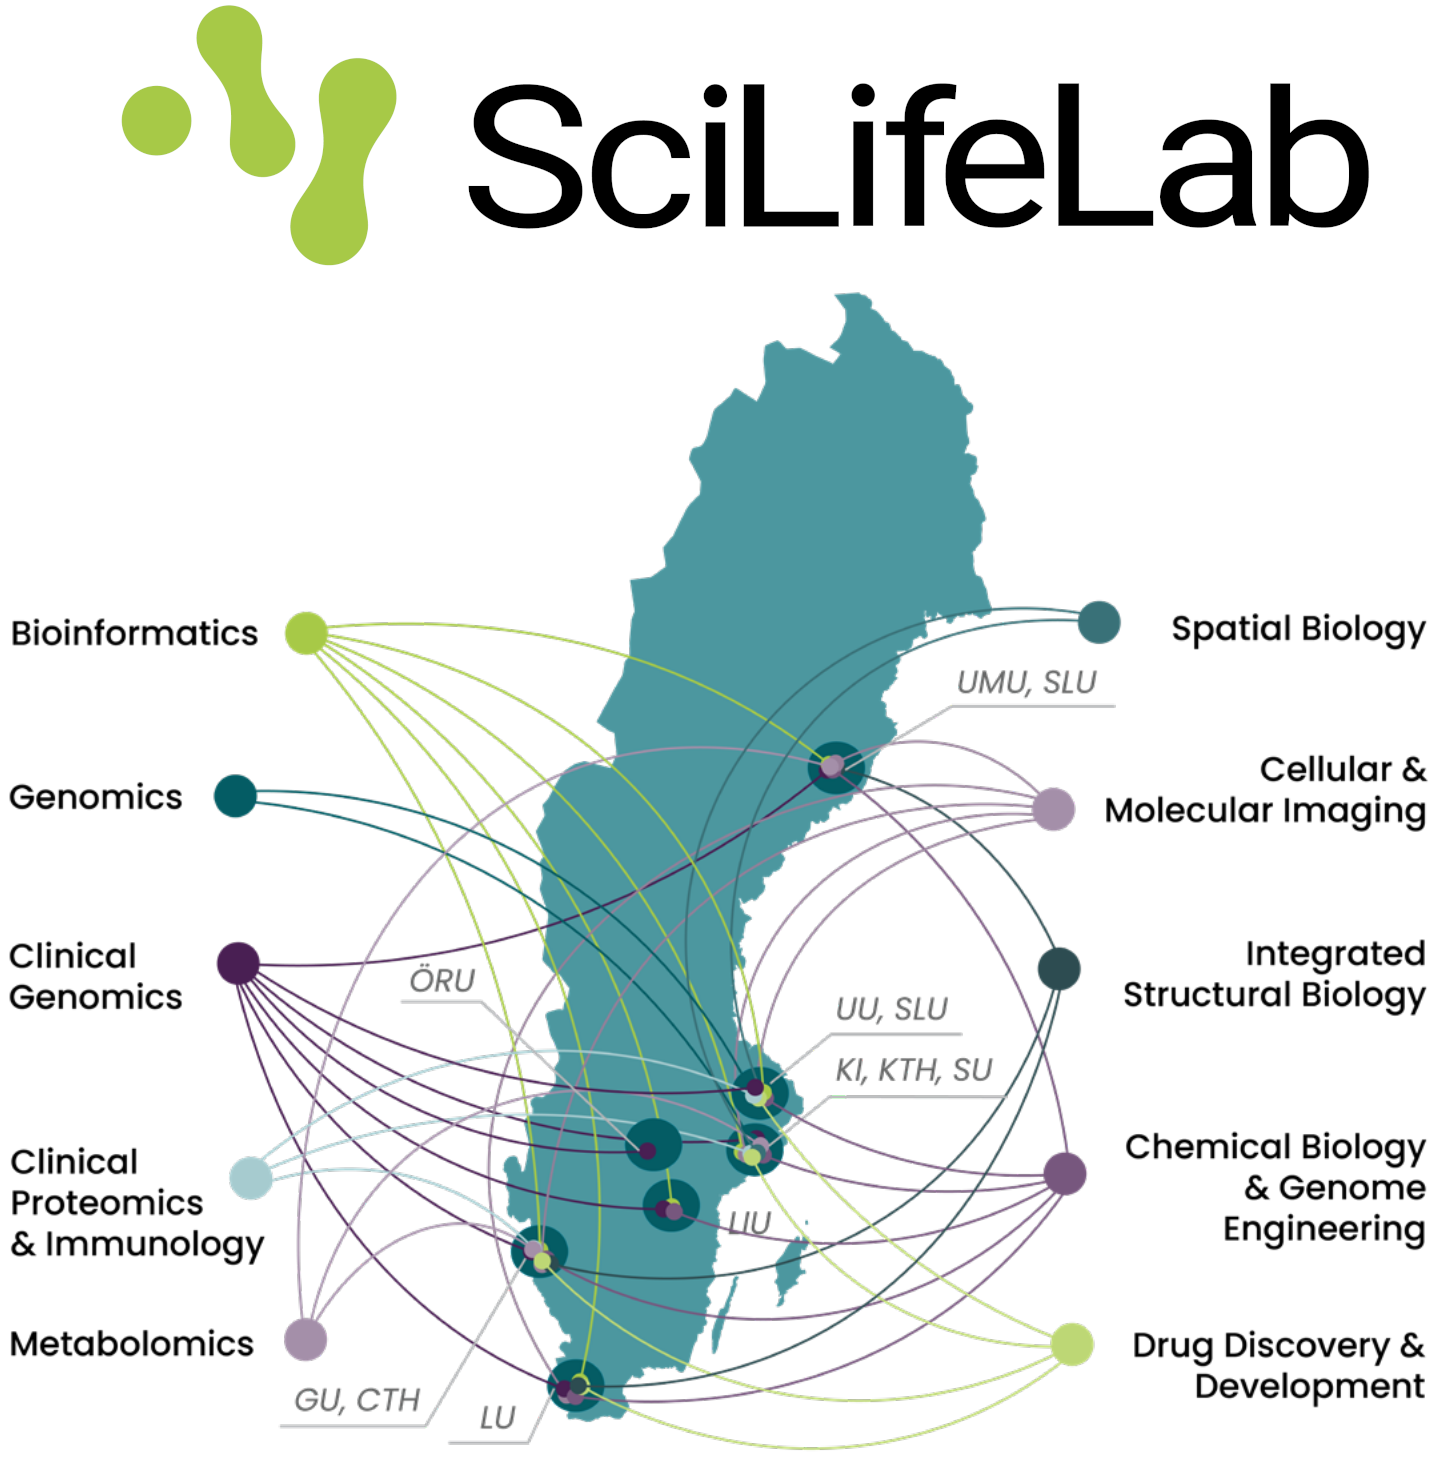 SciLifeLab
Bioinformatics
Spatial Biology
UMU, SLU
Genomics
Cellular &
Molecular Imaging
Clinical
Genomics
ÖRU
Integrated
Structural Biology
UU, SLU
KI, KTH, SU
Clinical
Proteomics
& Immunology
Chemical Biology
& Genome
Engineering
LIU
Metabolomics
Drug Discovery &
Development
GU, CTH
LU